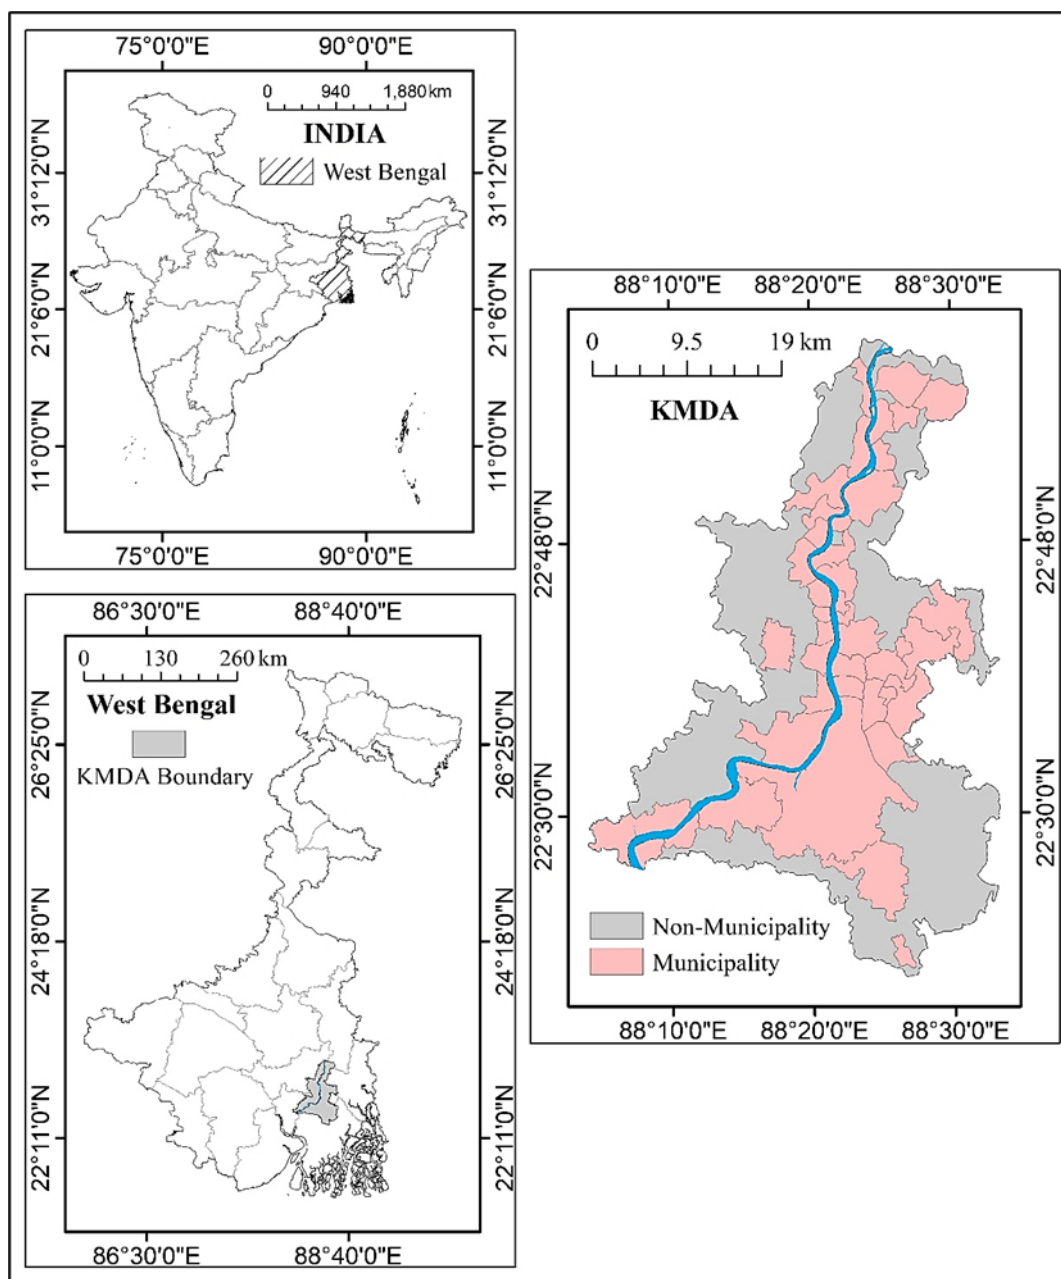 75°0'0"E 90°0'0"E
0 940 1,880 km
INDIA
West Bengal
31°12'0"N 31°12'0"N
21°6'0"N 21°6'0"N
11°0'0"N 11°0'0"N
75°0'0"E 90°0'0"E
86°30'0"E 88°40'0"E
0 130 260 km
West Bengal
KMDA Boundary
26°25'0"N 26°25'0"N
24°18'0"N 24°18'0"N
22°11'0"N 22°11'0"N
86°30'0"E 88°40'0"E
88°10'0"E 88°20'0"E 88°30'0"E
0 9.5 19 km
KMDA
22°48'0"N 22°48'0"N
22°30'0"N 22°30'0"N
Non-Municipality
Municipality
88°10'0"E 88°20'0"E 88°30'0"E